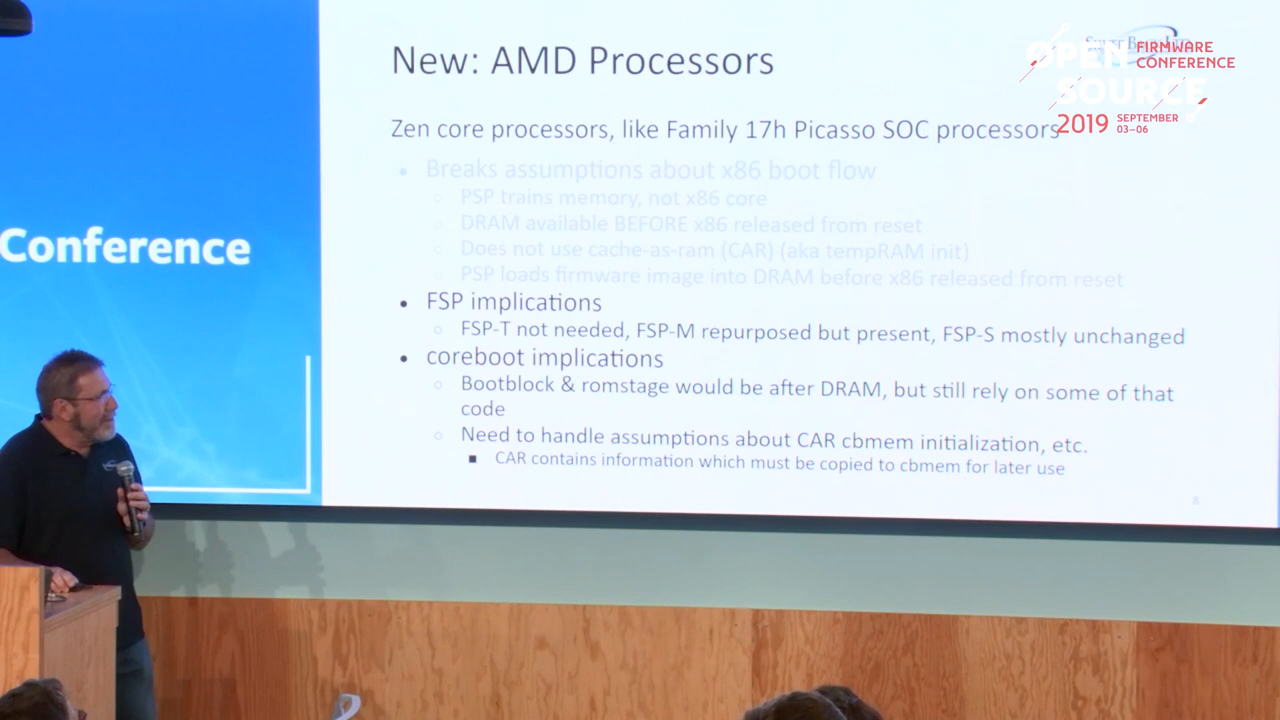 New: AMD Processors
OPEN SOURCE
FIRMWARE
CONFERENCE
2019 SEPTEMBER
03–06
Zen core processors, like Family 17h Picasso SOC processors
Breaks assumptions about x86 boot flow
PSP trains memory, not x86 core
DRAM available BEFORE x86 released from reset
Does not use cache-as-ram (CAR) (aka tempRAM init)
PSP loads firmware image into DRAM before x86 released from reset
Conference
FSP implications
FSP-T not needed, FSP-M repurposed but present, FSP-S mostly unchanged
coreboot implications
Bootblock & romstage would be after DRAM, but still rely on some of that
code
Need to handle assumptions about CAR cbmem initialization, etc.
CAR contains information which must be copied to cbmem for later use
8